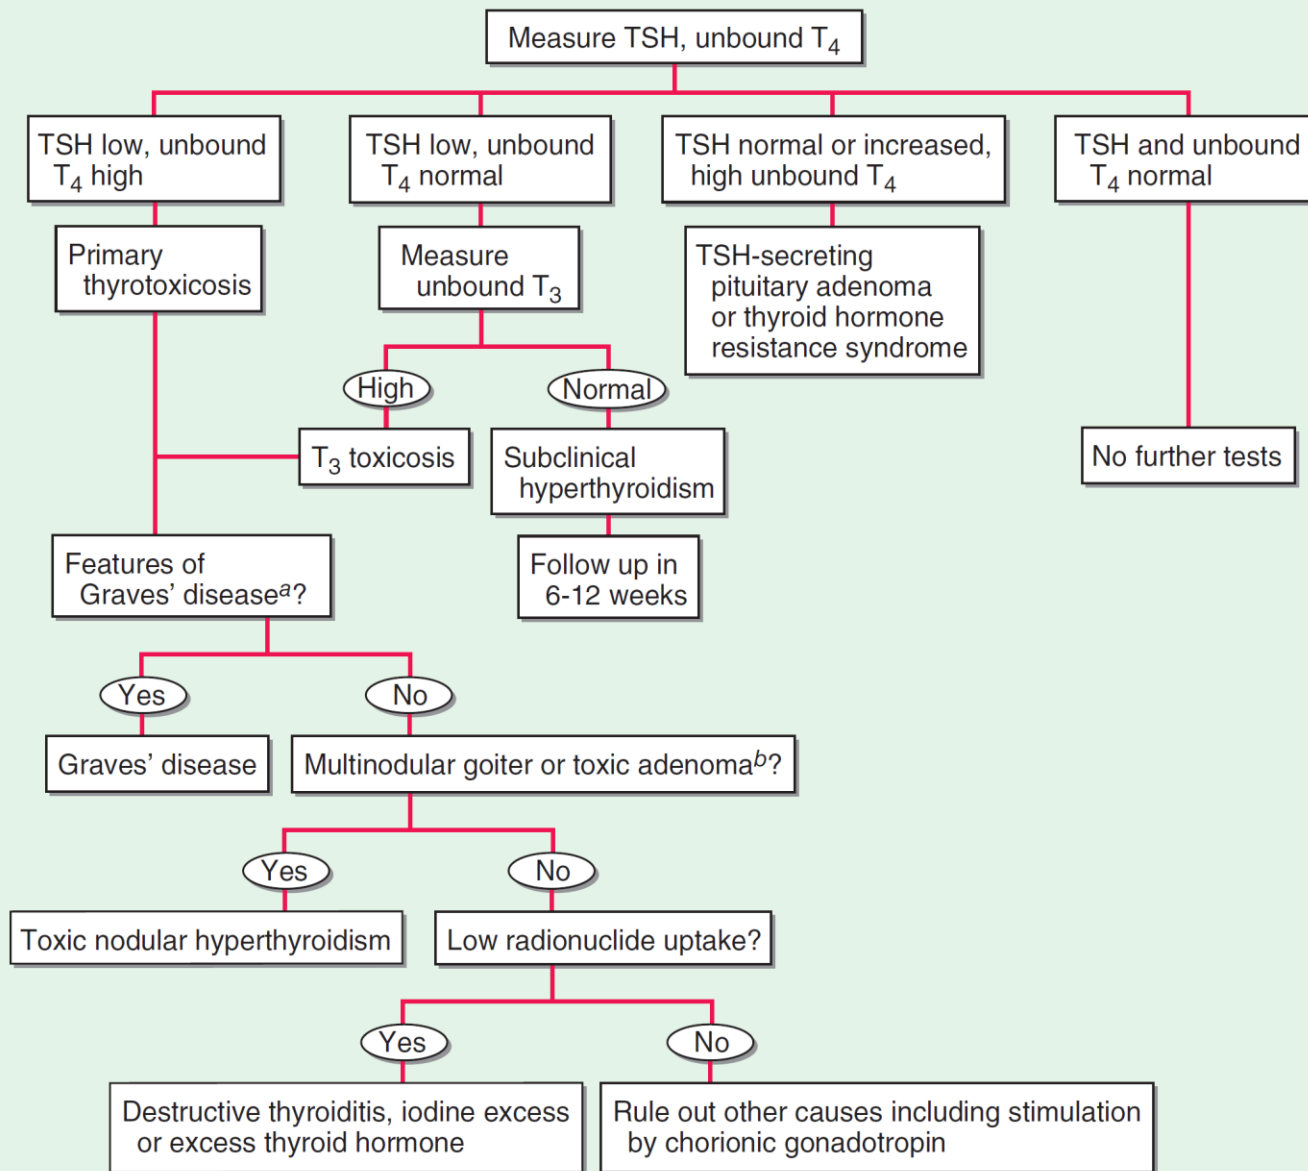 Measure TSH, unbound T4
TSH low, unbound
T4 high
TSH low, unbound
T4 normal
TSH normal or increased,
high unbound T4
TSH and unbound
T4 normal
Primary
thyrotoxicosis
Measure
unbound T3
TSH-secreting
pituitary adenoma
or thyroid hormone
resistance syndrome
High
Normal
T3 toxicosis
Subclinical
hyperthyroidism
No further tests
Features of
Graves’ diseasea?
Follow up in
6-12 weeks
Yes
No
Graves’ disease
Multinodular goiter or toxic adenomab?
Yes
No
Toxic nodular hyperthyroidism
Low radionuclide uptake?
Yes
No
Destructive thyroiditis, iodine excess
or excess thyroid hormone
Rule out other causes including stimulation
by chorionic gonadotropin